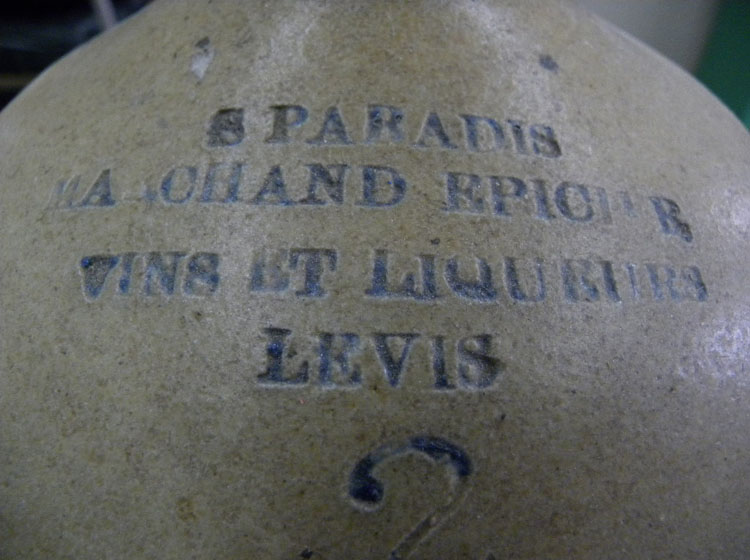 S PARADIS
MARCHAND EPICIER
VINS ET LIQUEURS
LEVIS
2